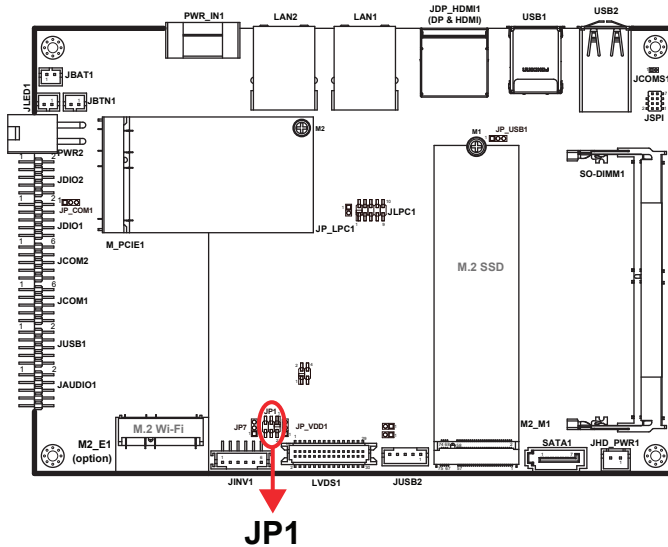 PWR_IN1
LAN2
LAN1
JDP_HDMI1
(DP & HDMI)
USB1
USB2
JBAT1
JCOMS1
JLED1
JBTN1
JSPI
M2
M1
JP_USB1
PWR2
SO-DIMM1
JDIO2
JP_COM1
JDIO1
JLPC1
JP_LPC1
M_PCIE1
JCOM2
M.2 SSD
JCOM1
JUSB1
JAUDIO1
JP1
JP7
JP_VDD1
M.2 Wi-Fi
M2_E1
(option)
M2_M1
SATA1
JHD_PWR1
JINV1
LVDS1
JUSB2
JP1